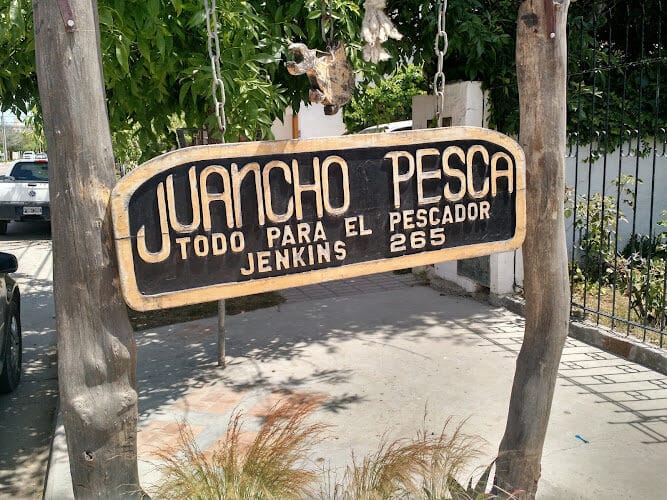 JUANCHO PESCA
TODO PARA EL PESCADOR
JENKINS 265